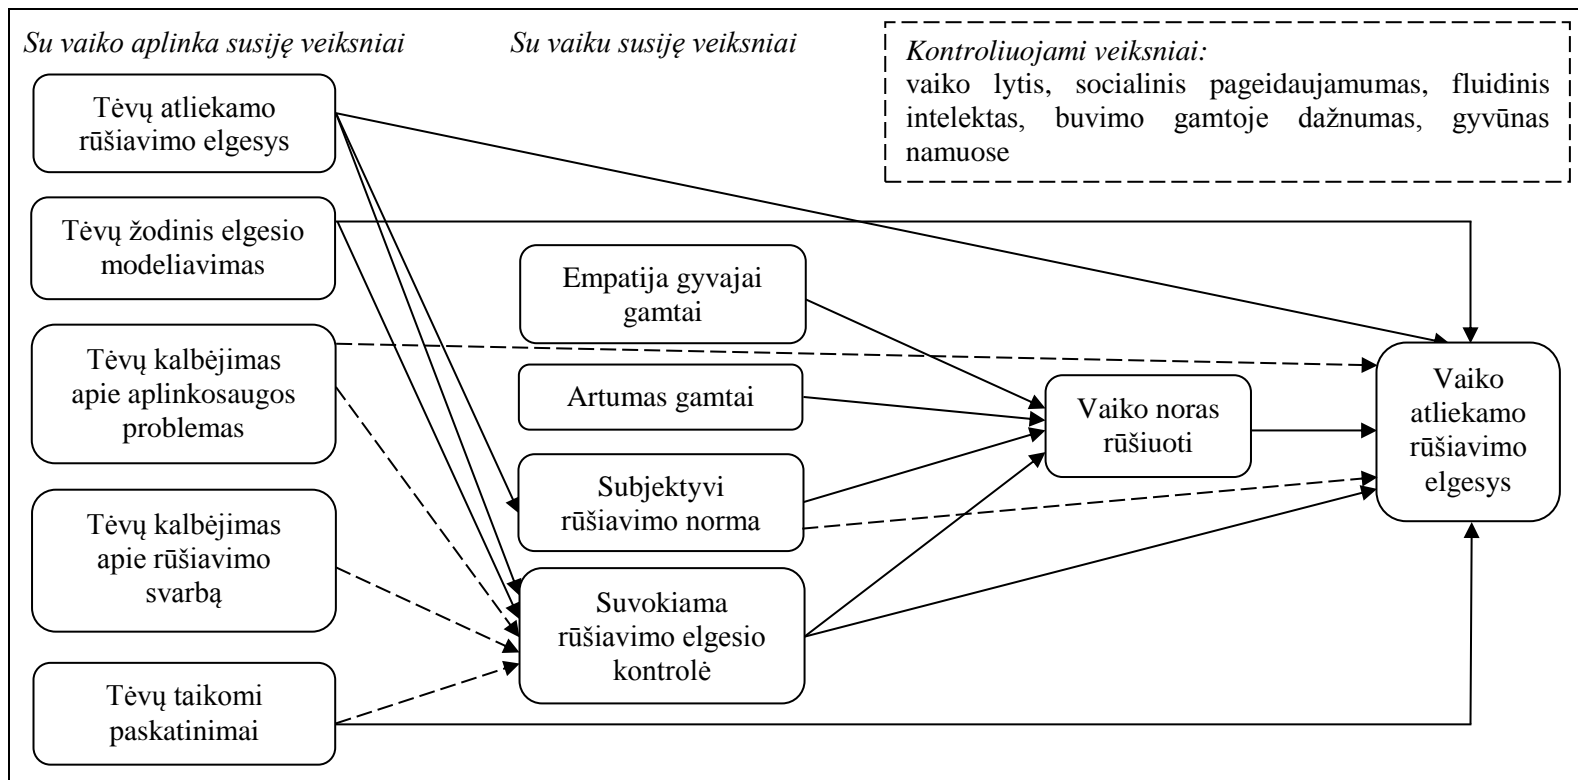 Su vaiko aplinka susiję veiksniai
Su vaiku susiję veiksniai
Kontroliuojami veiksniai:
vaiko lytis, socialinis pageidaujamumas, fluidinis
intelektas, buvimo gamtoje dažnumas, gyvūnas
namuose
Tėvų atliekamo
rūšiavimo elgesys
Tėvų žodinis elgesio
modeliavimas
Tėvų kalbėjimas
apie aplinkosaugos
problemas
Tėvų kalbėjimas
apie rūšiavimo
svarbą
Tėvų taikomi
paskatinimai
Empatija gyvajai
gamtai
Artumas gamtai
Subjektyvi
rūšiavimo norma
Suvokiama
rūšiavimo elgesio
kontrolė
Vaiko noras
rūšiuoti
Vaiko
atliekamo
rūšiavimo
elgesys